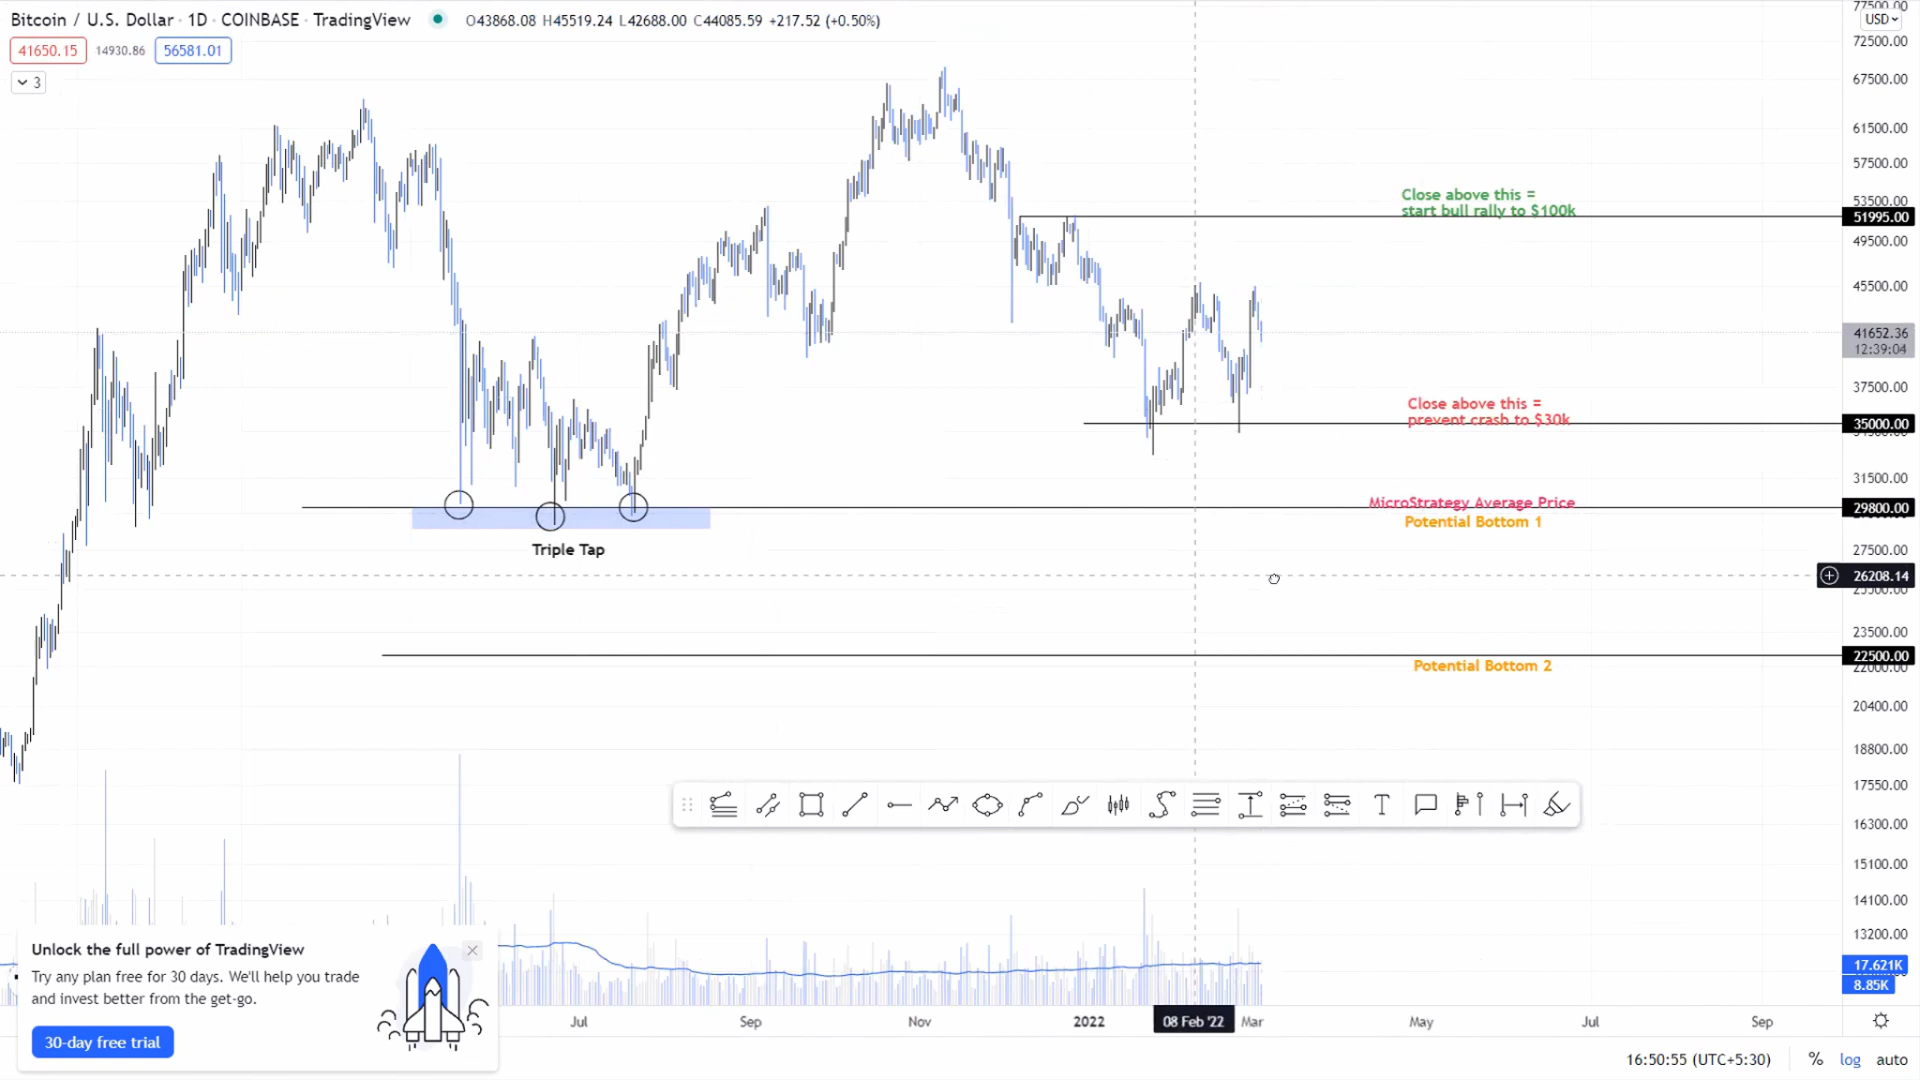 Bitcoin / U.S. Dollar · 1D · COINBASE · TradingView
O43868.08 H45519.24 L42688.00 C44085.59 +217.52 (+0.50%)
41650.15 14930.86 56581.01
3
77500.00
USD
72500.00
67500.00
61500.00
57500.00
53500.00
51995.00
49500.00
45500.00
41652.36
12:39:04
37500.00
35000.00
31500.00
29800.00
27500.00
26208.14
25500.00
23500.00
22500.00
22000.00
20400.00
18800.00
17550.00
16300.00
15100.00
14100.00
13200.00
17.621K
8.85K
Close above this =
start bull rally to $100k
Close above this =
prevent crash to $30k
MicroStrategy Average Price
Potential Bottom 1
Triple Tap
Potential Bottom 2
Unlock the full power of TradingView
Try any plan free for 30 days. We'll help you trade
and invest better from the get-go.
30-day free trial
Jul Sep Nov 2022 08 Feb '22 Mar May Jul Sep
16:50:55 (UTC+5:30) % log auto